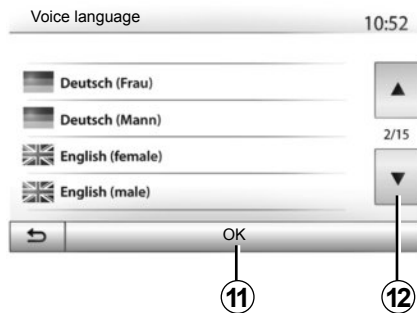 Voice language
10:52
Deutsch (Frau)
Deutsch (Mann)
2/15
English (female)
English (male)
OK
11
12